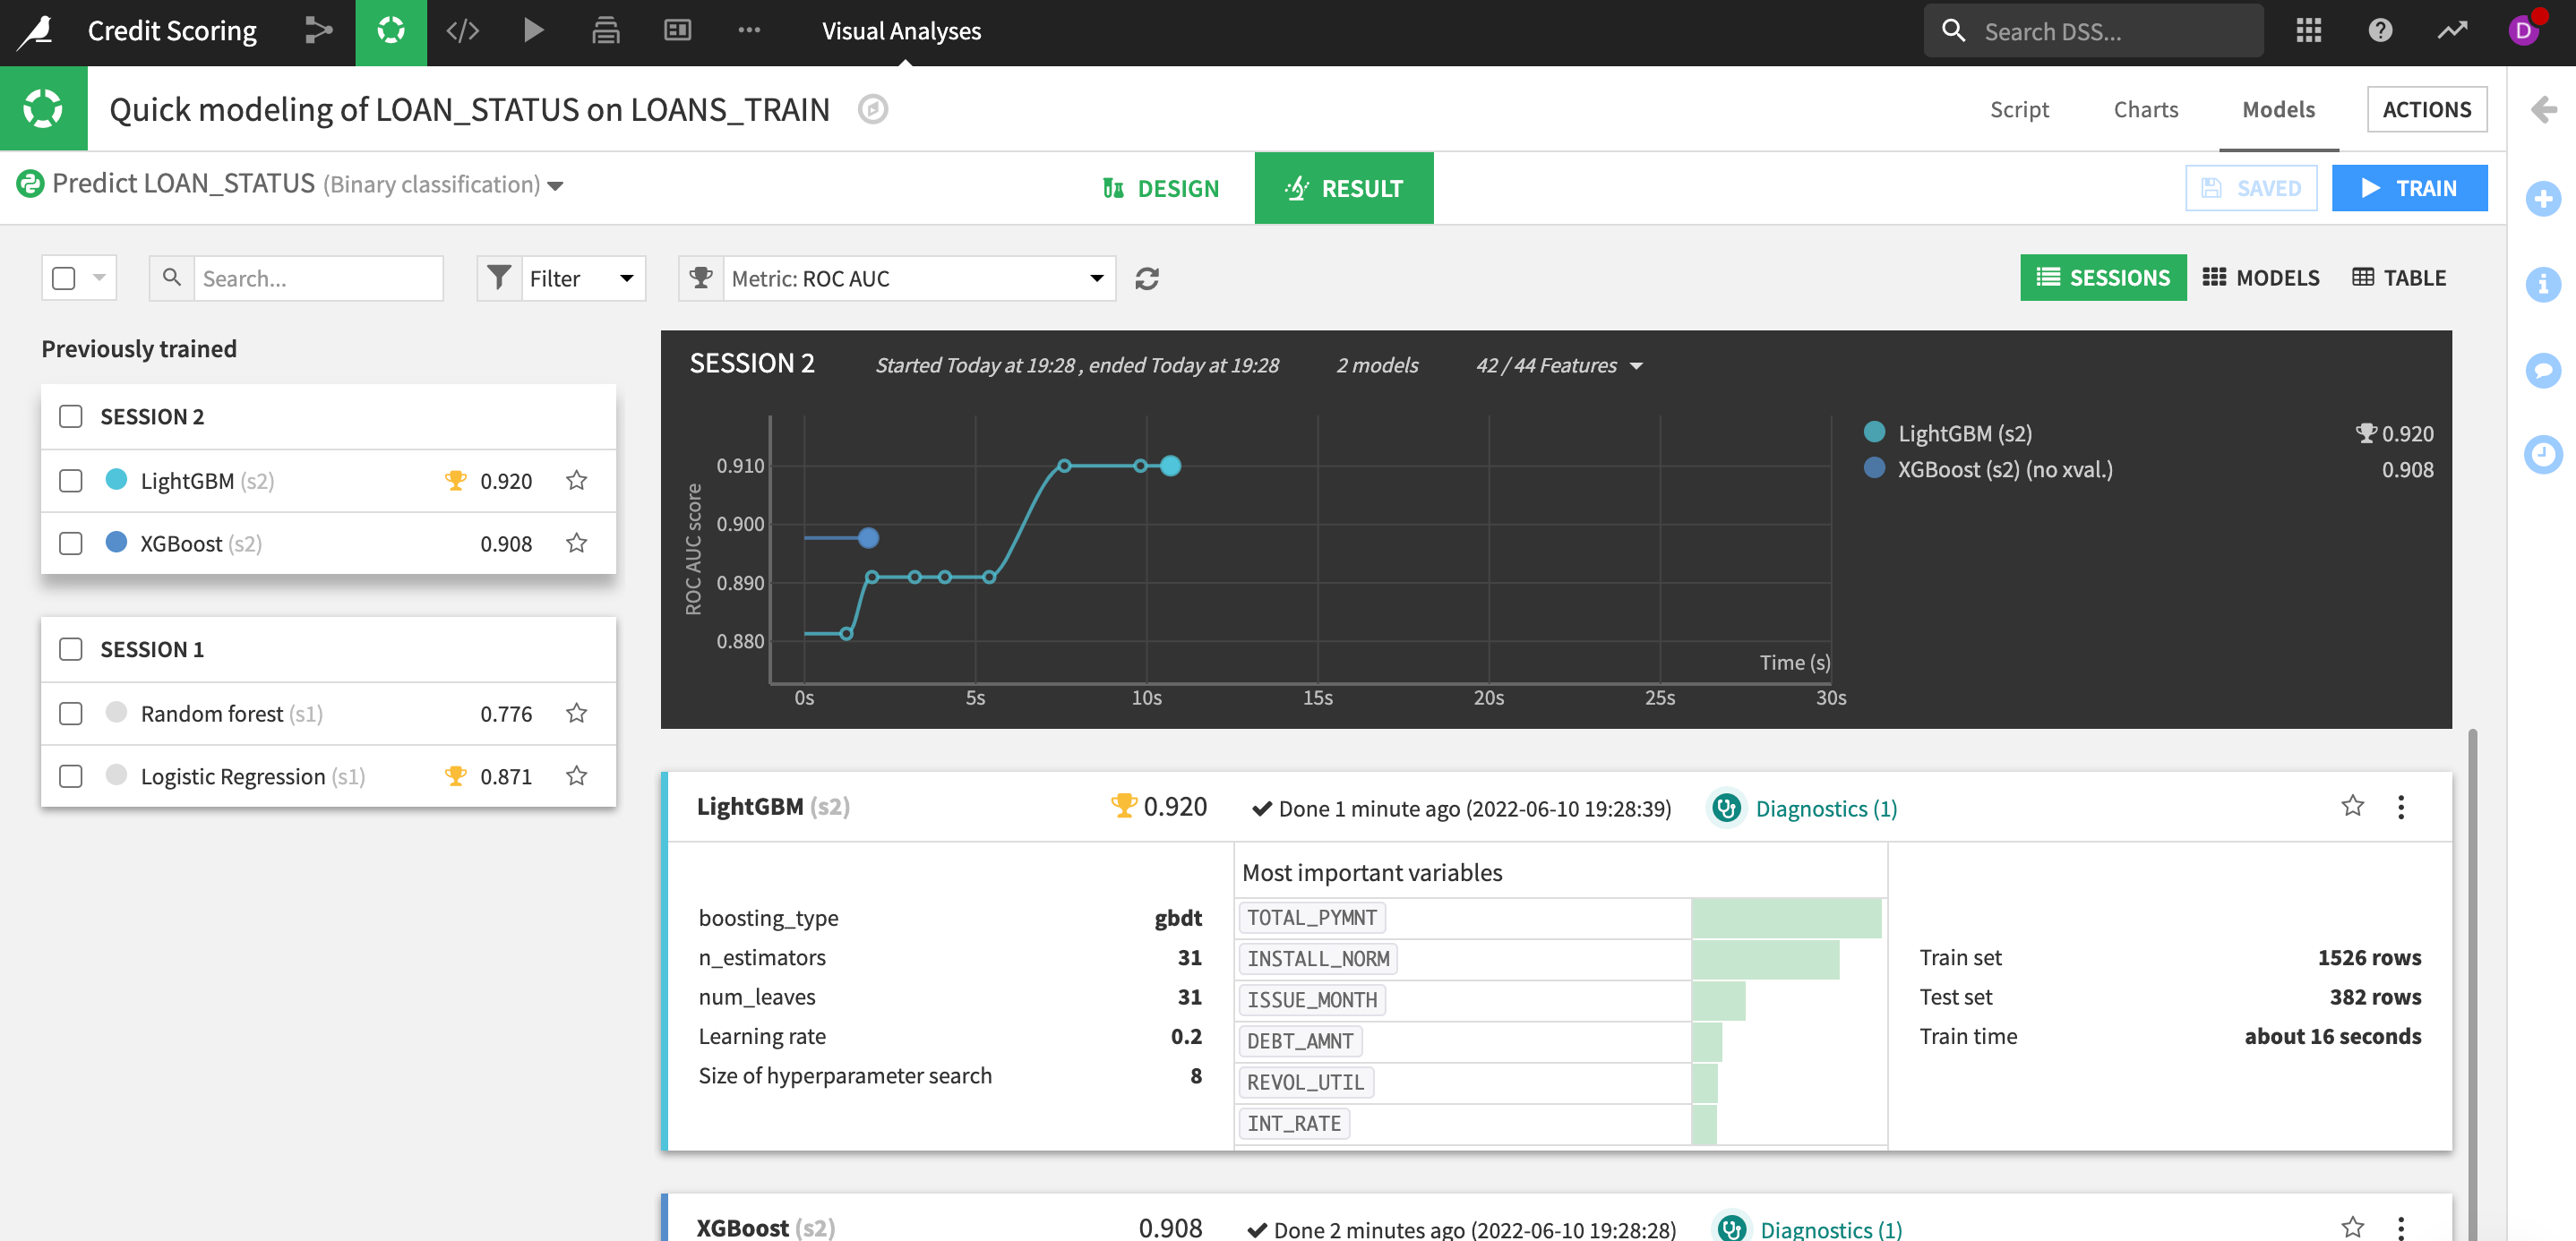 Credit Scoring
Visual Analyses
Search DSS...
D
Quick modeling of LOAN_STATUS on LOANS_TRAIN
Script
Charts
Models
ACTIONS
Predict LOAN_STATUS (Binary classification)
DESIGN
RESULT
SAVED
TRAIN
Search...
Filter
Metric: ROC AUC
SESSIONS
MODELS
TABLE
Previously trained
SESSION 2
LightGBM (s2) 0.920
XGBoost (s2) 0.908
SESSION 1
Random forest (s1) 0.776
Logistic Regression (s1) 0.871
SESSION 2
Started Today at 19:28 , ended Today at 19:28
2 models
42 / 44 Features
ROC AUC score
0.910
0.900
0.890
0.880
Time (s)
0s 5s 10s 15s 20s 25s 30s
LightGBM (s2) 0.920
XGBoost (s2) (no xval.) 0.908
LightGBM (s2) 0.920 Done 1 minute ago (2022-06-10 19:28:39) Diagnostics (1)
boosting_type gbdt
n_estimators 31
num_leaves 31
Learning rate 0.2
Size of hyperparameter search 8
Most important variables
TOTAL_PYMNT
INSTALL_NORM
ISSUE_MONTH
DEBT_AMNT
REVOL_UTIL
INT_RATE
Train set 1526 rows
Test set 382 rows
Train time about 16 seconds
XGBoost (s2) 0.908 Done 2 minutes ago (2022-06-10 19:28:28) Diagnostics (1)